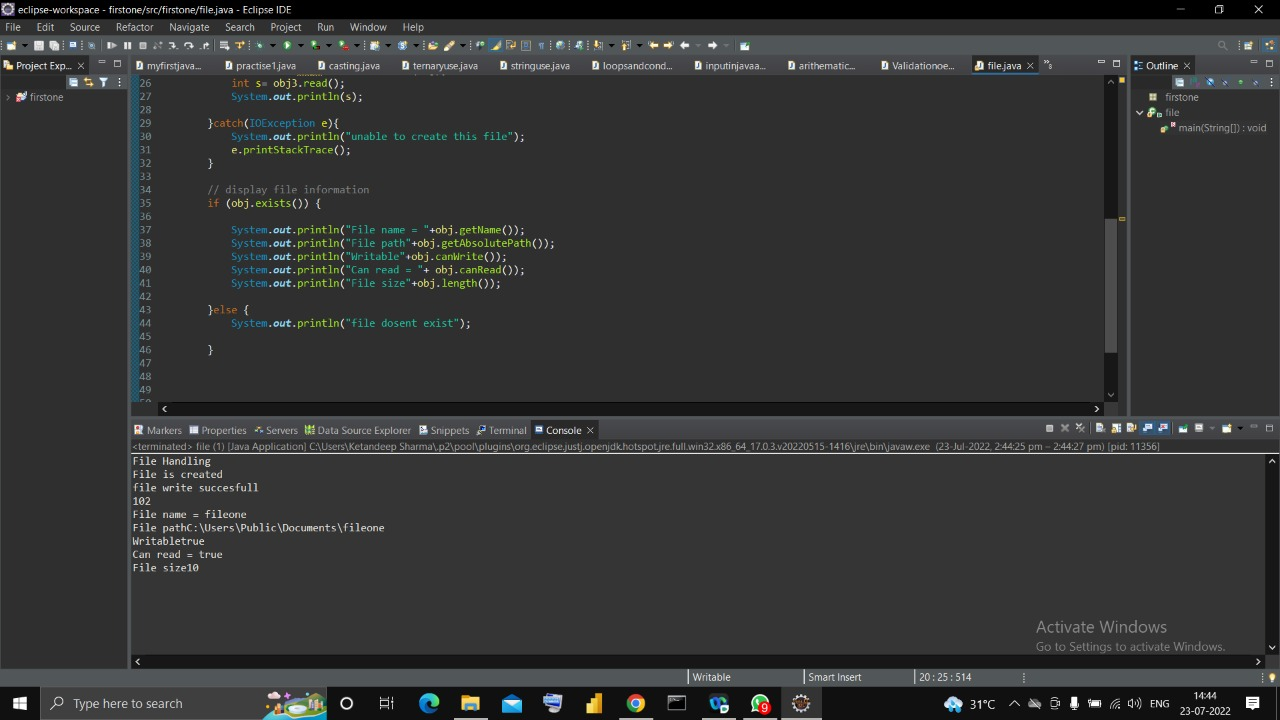 eclipse-workspace - firstone/src/firstone/file.java - Eclipse IDE
File Edit Source Refactor Navigate Search Project Run Window Help
Project Exp...
myfirstjava...
practise1.java
casting.java
ternaryuse.java
stringuse.java
loopsandcond...
inputinjavaa...
arithmetic...
Validationoe...
file.java
Outline
firstone
firstone
file
main(String[]) : void
26 int s= obj3.read();
27 System.out.println(s);
28
29 }catch(IOException e){
30 System.out.println("unable to create this file");
31 e.printStackTrace();
32 }
33
34 // display file information
35 if (obj.exists()) {
36
37 System.out.println("File name = "+obj.getName());
38 System.out.println("File path"+obj.getAbsolutePath());
39 System.out.println("Writable"+obj.canWrite());
40 System.out.println("Can read = "+ obj.canRead());
41 System.out.println("File size"+obj.length());
42
43 }else {
44 System.out.println("file dosent exist");
45
46 }
47
48
49
Markers Properties Servers Data Source Explorer Snippets Terminal Console
<terminated> file (1) [Java Application] C:\Users\Ketandeep Sharma\.p2\pool\plugins\org.eclipse.justj.openjdk.hotspot.jre.full.win32.x86_64_17.0.3.v20220515-1416\jre\bin\javaw.exe (23-Jul-2022, 2:44:25 pm – 2:44:27 pm) [pid: 11356]
File Handling
File is created
file write succesfull
102
File name = fileone
File pathC:\Users\Public\Documents\fileone
Writabletrue
Can read = true
File size10
Activate Windows
Go to Settings to activate Windows.
Writable
Smart Insert
20 : 25 : 514
Type here to search
9
31°C
ENG
14:44
23-07-2022